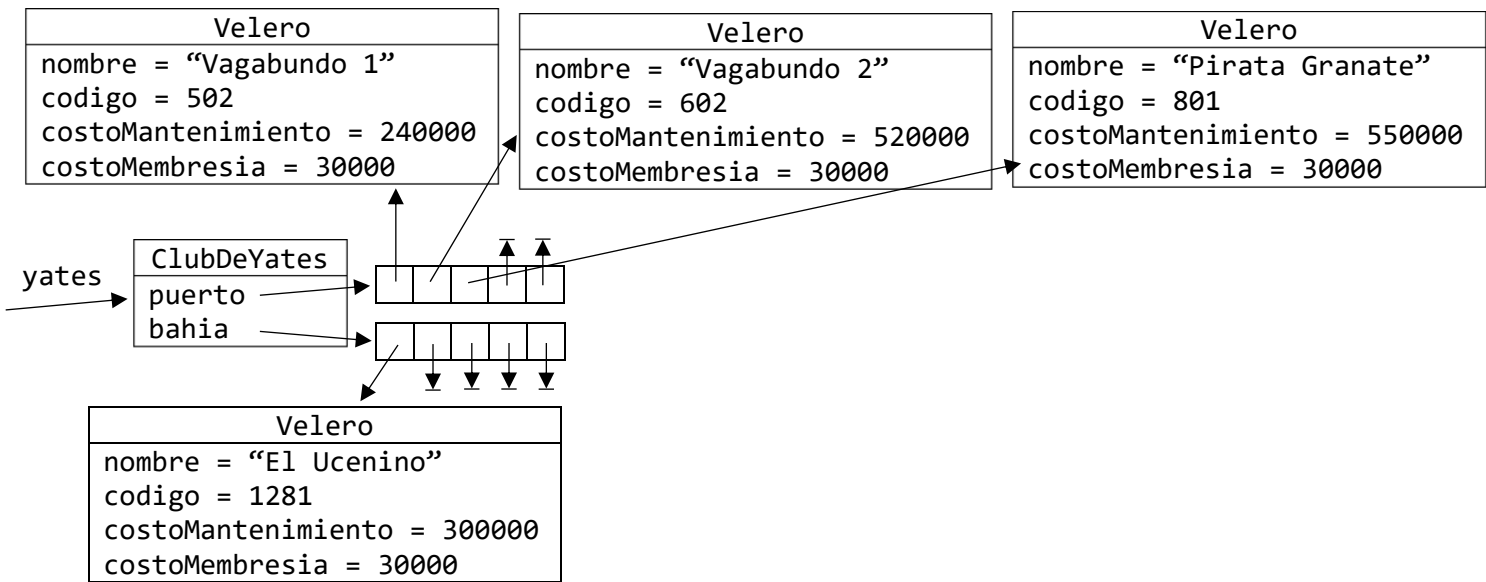 Velero
nombre = “Vagabundo 1”
codigo = 502
costoMantenimiento = 240000
costoMembresia = 30000
Velero
nombre = “Vagabundo 2”
codigo = 602
costoMantenimiento = 520000
costoMembresia = 30000
Velero
nombre = “Pirata Granate”
codigo = 801
costoMantenimiento = 550000
costoMembresia = 30000
yates
ClubDeYates
puerto
bahia
Velero
nombre = “El Ucenino”
codigo = 1281
costoMantenimiento = 300000
costoMembresia = 30000